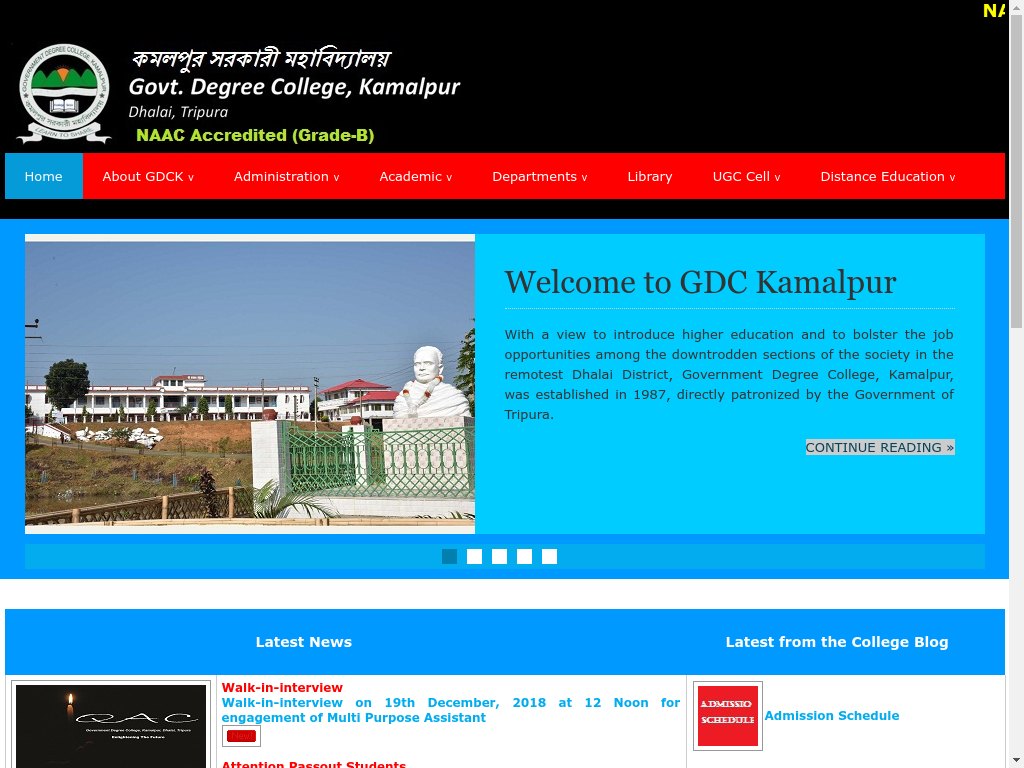 NA
কমলপুর সরকারী মহাবিদ্যালয়
Govt. Degree College, Kamalpur
Dhalai, Tripura
NAAC Accredited (Grade-B)
Home
About GDCK v
Administration v
Academic v
Departments v
Library
UGC Cell v
Distance Education v
Welcome to GDC Kamalpur
With a view to introduce higher education and to bolster the job
opportunities among the downtrodden sections of the society in the
remotest Dhalai District, Government Degree College, Kamalpur,
was established in 1987, directly patronized by the Government of
Tripura.
CONTINUE READING »
Latest News
Latest from the College Blog
IQAC
Government Degree College, Kamalpur, Dhalai, Tripura
Enlightening The Future
Walk-in-interview
Walk-in-interview on 19th December, 2018 at 12 Noon for
engagement of Multi Purpose Assistant
Attention Passout Students
ADMISSIO
SCHEDULE
Admission Schedule